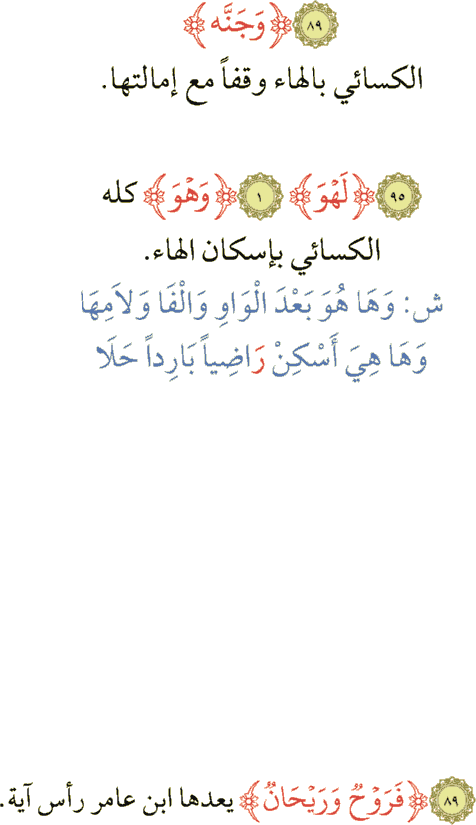 ٨٩ ﴿وَجَنَّه﴾
الكسائي بالهاء وقفاً مع إمالتها.
٩٥ ﴿لَهْوَ﴾ ١ ﴿وَهْوَ﴾ كله
الكسائي بإسكان الهاء.
ش: وَهَا هُوَ بَعْدَ الْوَاوِ وَالْفَا وَلاَمِهَا
وَهَا هِيَ أَسْكِنْ رَاضِياً بَارِداً حَلَا
٨٩ ﴿فَرَوْحٌ وَرَيْحَانٌ﴾ يعدها ابن عامر رأس آية.